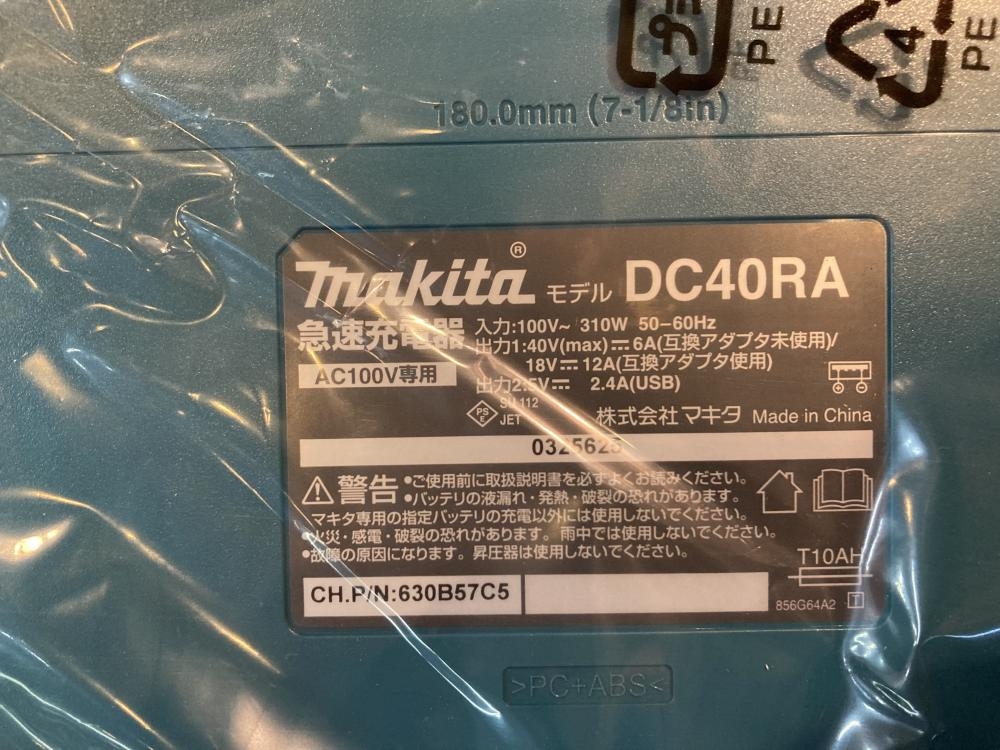 プラ
PE
4
PE
180.0mm (7-1/8in)
makita® モデル DC40RA
急速充電器
AC100V専用
入力:100V~ 310W 50-60Hz
出力1:40V(max)⎓6A(互換アダプタ未使用)/
18V⎓12A(互換アダプタ使用)
出力2:5V⎓ 2.4A(USB)
PSE
JET
株式会社マキタ Made in China
032562
警告
•ご使用前に取扱説明書を必ずよくお読みください。
•バッテリの液漏れ・発熱・破裂の恐れがあります。
マキタ専用の指定バッテリの充電以外には使用しないでください。
•火災・感電・破裂の恐れがあります。雨中では使用しないでください。
•故障の原因になります。昇圧器は使用しないでください。
T10AH
CH.P/N:630B57C5
856G64A2 T
>PC+ABS<